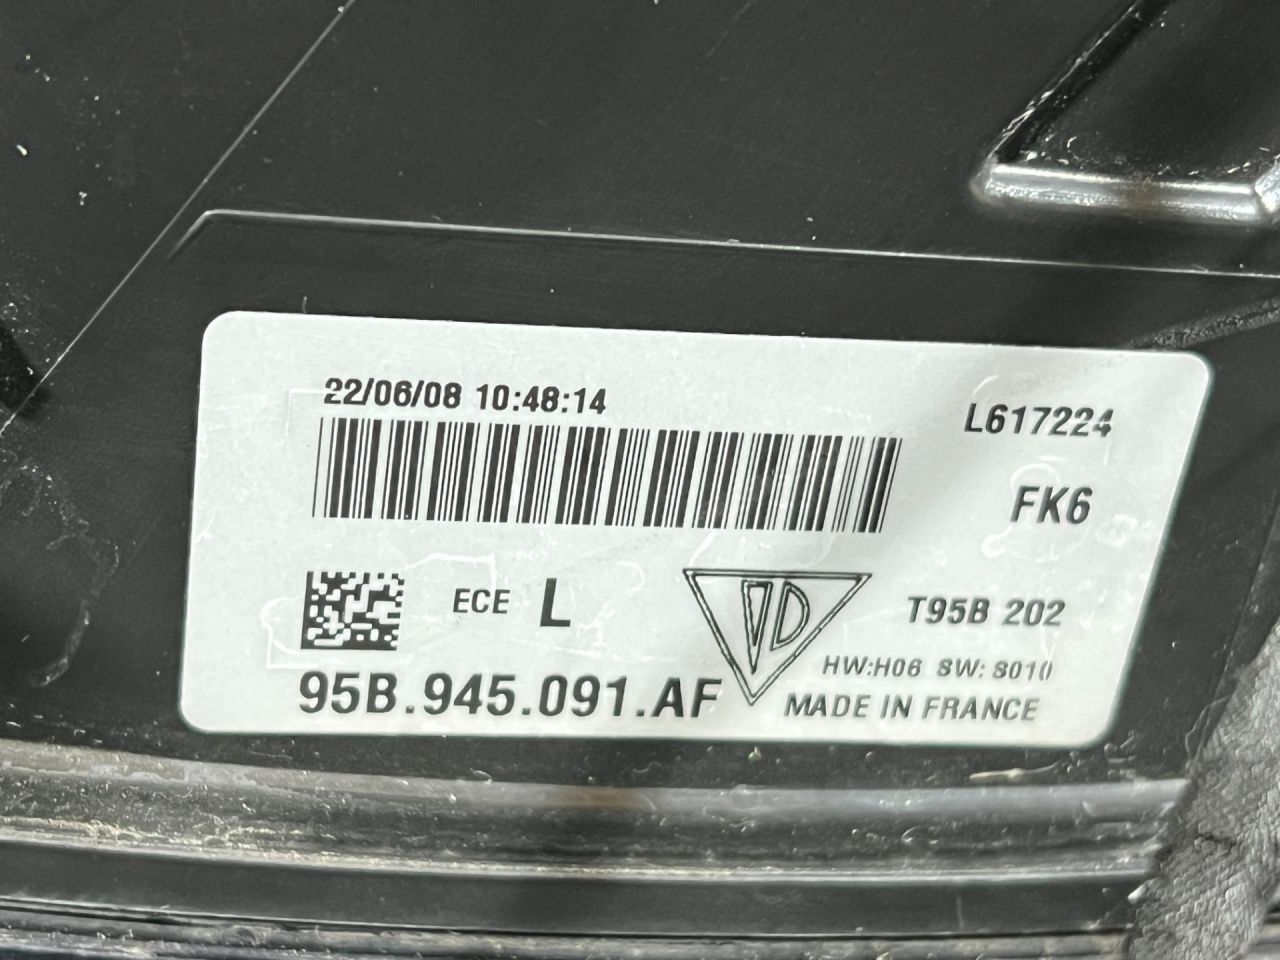 22/06/08 10:48:14
L617224
FK6
ECE L
T95B 202
HW:H06 SW: 8010
95B.945.091.AF
MADE IN FRANCE